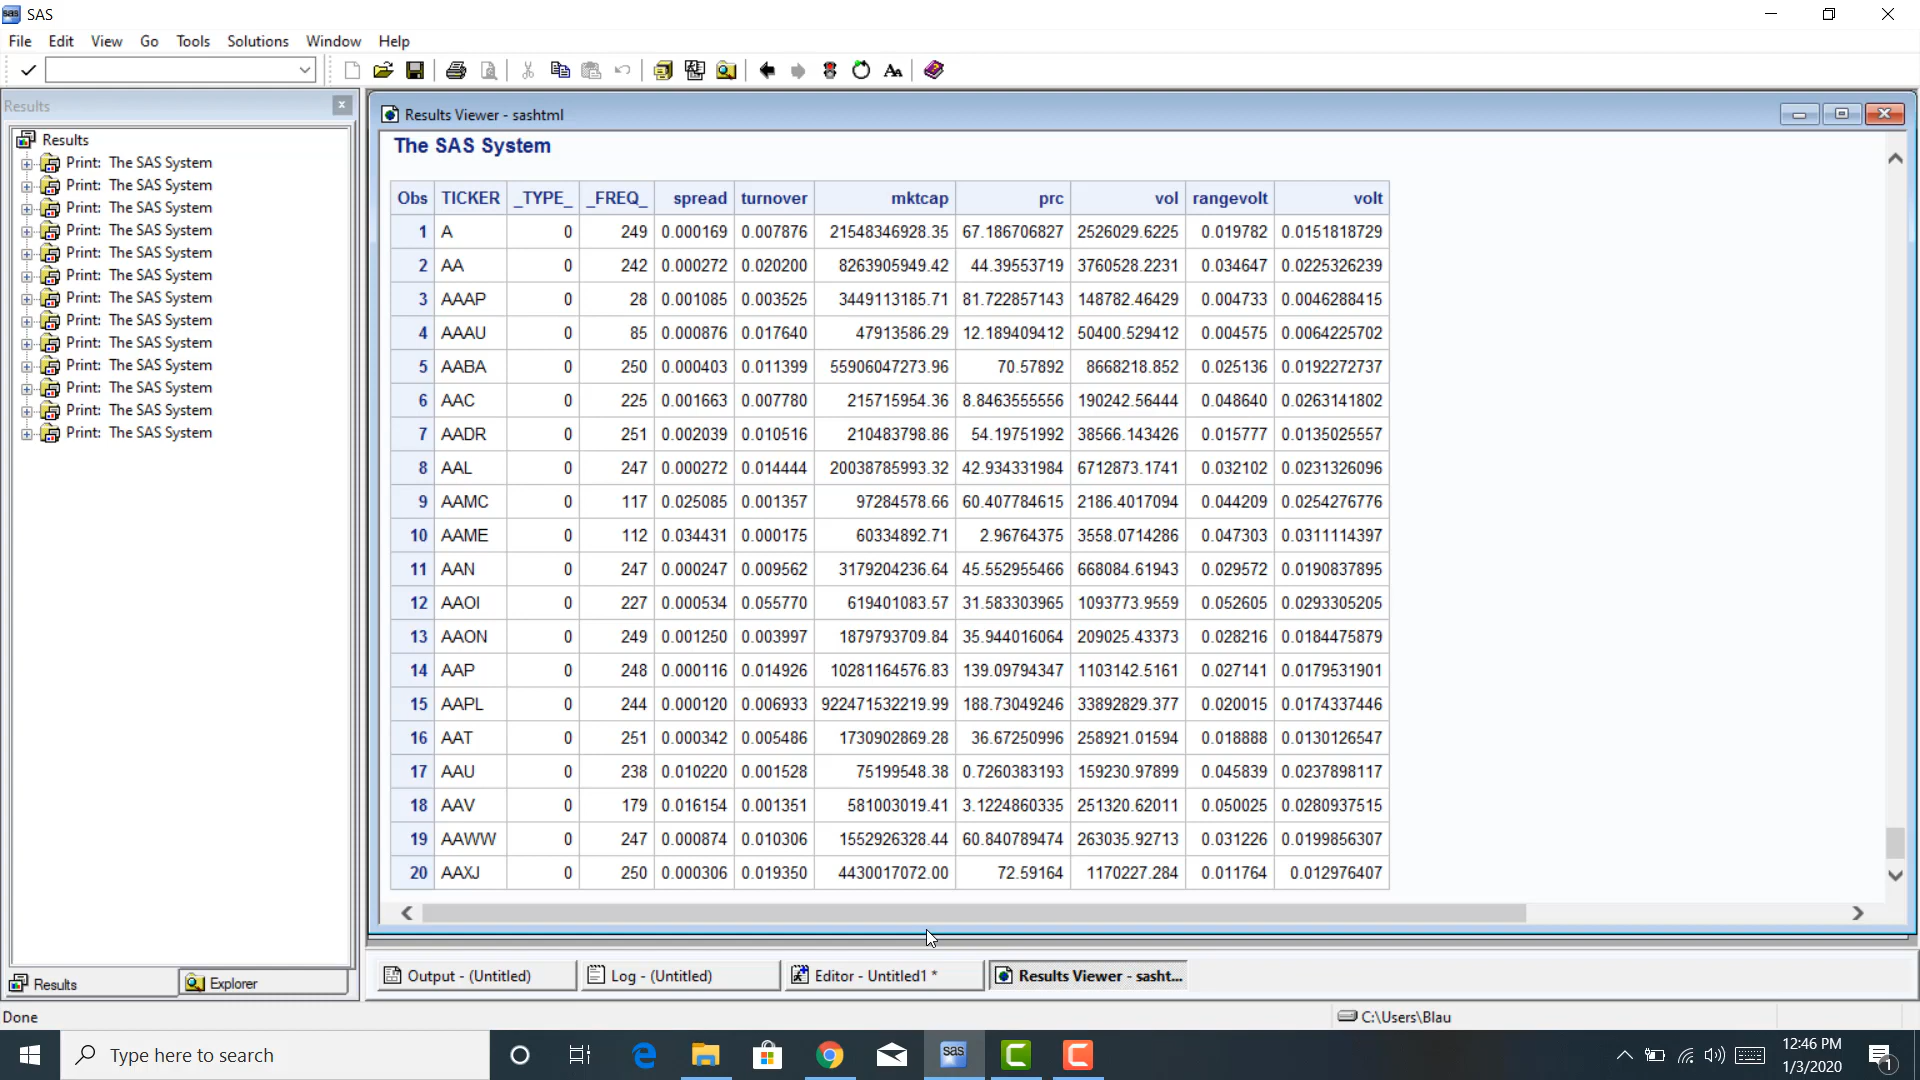 SAS
File Edit View Go Tools Solutions Window Help
Results
Results Viewer - sashtml
Results
Print: The SAS System
Print: The SAS System
Print: The SAS System
Print: The SAS System
Print: The SAS System
Print: The SAS System
Print: The SAS System
Print: The SAS System
Print: The SAS System
Print: The SAS System
Print: The SAS System
Print: The SAS System
Print: The SAS System
The SAS System
Obs TICKER _TYPE_ _FREQ_ spread turnover mktcap prc vol rangevolt volt
1 A 0 249 0.000169 0.007876 21548346928.35 67.186706827 2526029.6225 0.019782 0.0151818729
2 AA 0 242 0.000272 0.020200 8263905949.42 44.39553719 3760528.2231 0.034647 0.0225326239
3 AAAP 0 28 0.001085 0.003525 3449113185.71 81.722857143 148782.46429 0.004733 0.0046288415
4 AAAU 0 85 0.000876 0.017640 47913586.29 12.189409412 50400.529412 0.004575 0.0064225702
5 AABA 0 250 0.000403 0.011399 55906047273.96 70.57892 8668218.852 0.025136 0.0192272737
6 AAC 0 225 0.001663 0.007780 215715954.36 8.8463555556 190242.56444 0.048640 0.0263141802
7 AADR 0 251 0.002039 0.010516 210483798.86 54.19751992 38566.143426 0.015777 0.0135025557
8 AAL 0 247 0.000272 0.014444 20038785993.32 42.934331984 6712873.1741 0.032102 0.0231326096
9 AAMC 0 117 0.025085 0.001357 97284578.66 60.407784615 2186.4017094 0.044209 0.0254276776
10 AAME 0 112 0.034431 0.000175 60334892.71 2.96764375 3558.0714286 0.047303 0.0311114397
11 AAN 0 247 0.000247 0.009562 3179204236.64 45.552955466 668084.61943 0.029572 0.0190837895
12 AAOI 0 227 0.000534 0.055770 619401083.57 31.583303965 1093773.9559 0.052605 0.0293305205
13 AAON 0 249 0.001250 0.003997 1879793709.84 35.944016064 209025.43373 0.028216 0.0184475879
14 AAP 0 248 0.000116 0.014926 10281164576.83 139.09794347 1103142.5161 0.027141 0.0179531901
15 AAPL 0 244 0.000120 0.006933 922471532219.99 188.73049246 33892829.377 0.020015 0.0174337446
16 AAT 0 251 0.000342 0.005486 1730902869.28 36.67250996 258921.01594 0.018888 0.0130126547
17 AAU 0 238 0.010220 0.001528 75199548.38 0.7260383193 159230.97899 0.045839 0.0237898117
18 AAV 0 179 0.016154 0.001351 581003019.41 3.1224860335 251320.62011 0.050025 0.0280937515
19 AAWW 0 247 0.000874 0.010306 1552926328.44 60.840789474 263035.92713 0.031226 0.0199856307
20 AAXJ 0 250 0.000306 0.019350 4430017072.00 72.59164 1170227.284 0.011764 0.012976407
Results Explorer
Output - (Untitled) Log - (Untitled) Editor - Untitled1 * Results Viewer - sasht...
Done C:\Users\Blau
Type here to search
sas
12:46 PM
1/3/2020
1